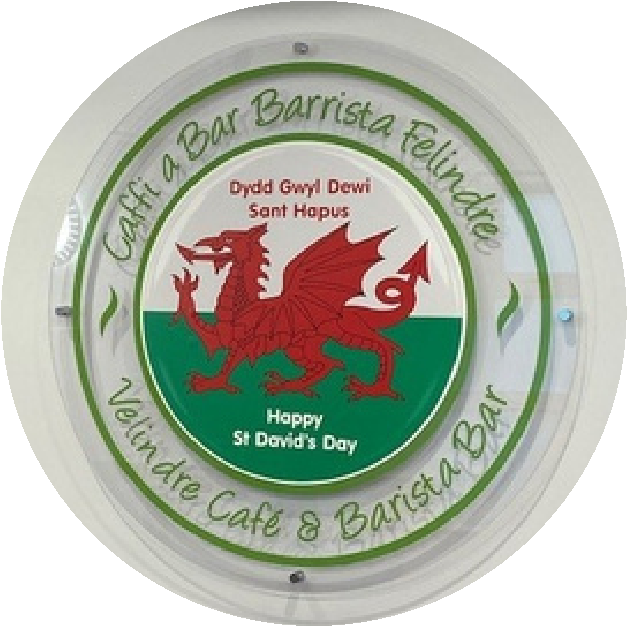 Caffi a Bar Barrista Felindre
Dydd Gwyl Dewi
Sant Hapus
Happy
St David's Day
Velindre Café & Barista Bar